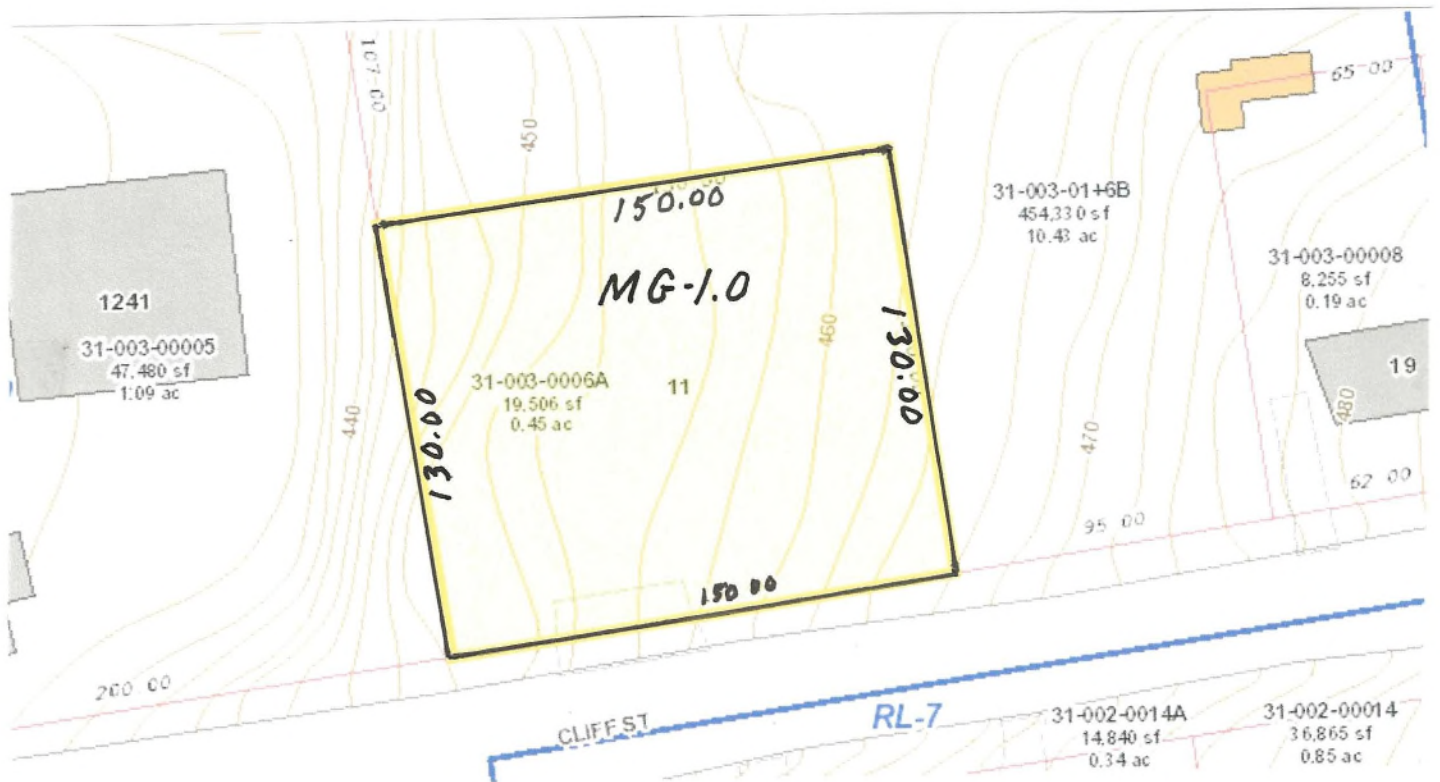 107.00
65 00
450
150.00
31-003-01+6B
454,330 sf
10.43 ac
MG-1.0
31-003-00008
8,255 sf
0.19 ac
1241
31-003-00005
47,480 sf
1.09 ac
460
130.00
19
31-003-0006A
19,506 sf
0.45 ac
11
440
130.00
470
480
62 00
95 00
150 00
200 00
CLIFF ST
RL-7
31-002-0014A
14,840 sf
0.34 ac
31-002-00014
36,865 sf
0.85 ac